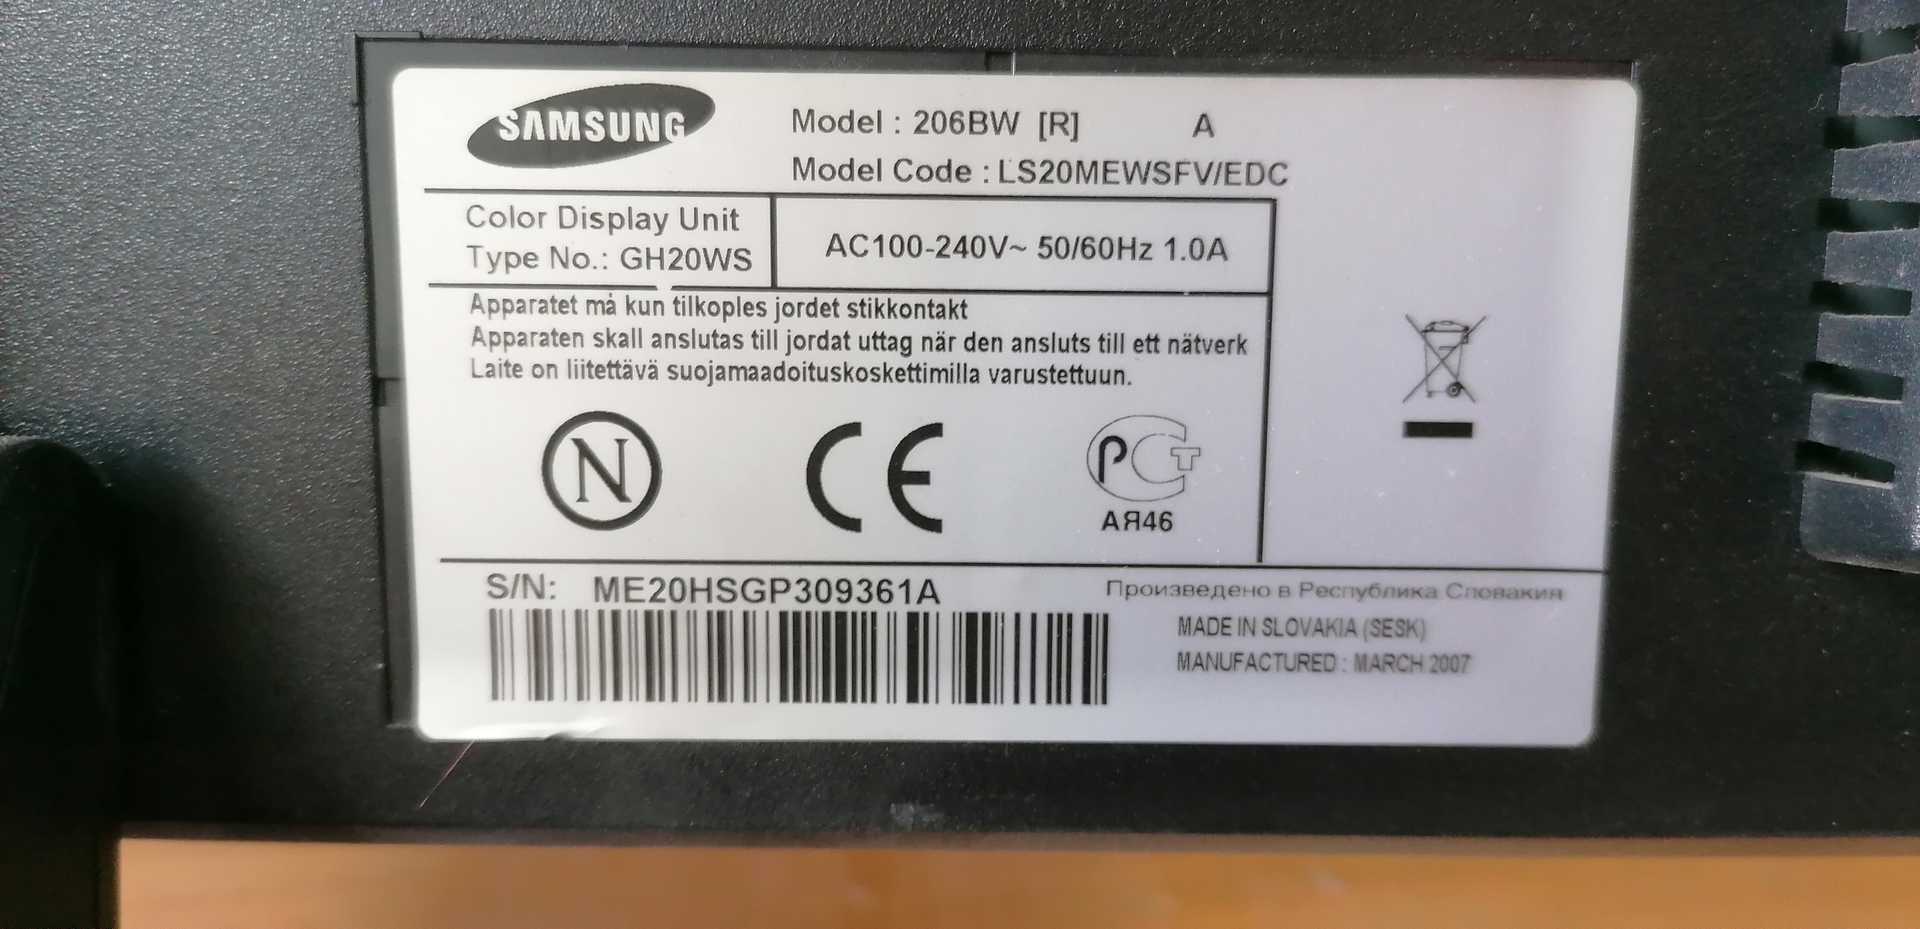 SAMSUNG
Model : 206BW [R] A
Model Code : LS20MEWSFV/EDC
Color Display Unit
Type No.: GH20WS
AC100-240V~ 50/60Hz 1.0A
Apparatet må kun tilkoples jordet stikkontakt
Apparaten skall anslutas till jordat uttag när den ansluts till ett nätverk
Laite on liitettävä suojamaadoituskoskettimilla varustettuun.
N
CE
PCT
АЯ46
S/N: ME20HSGP309361A
Произведено в Республика Словакия
MADE IN SLOVAKIA (SESK)
MANUFACTURED : MARCH 2007